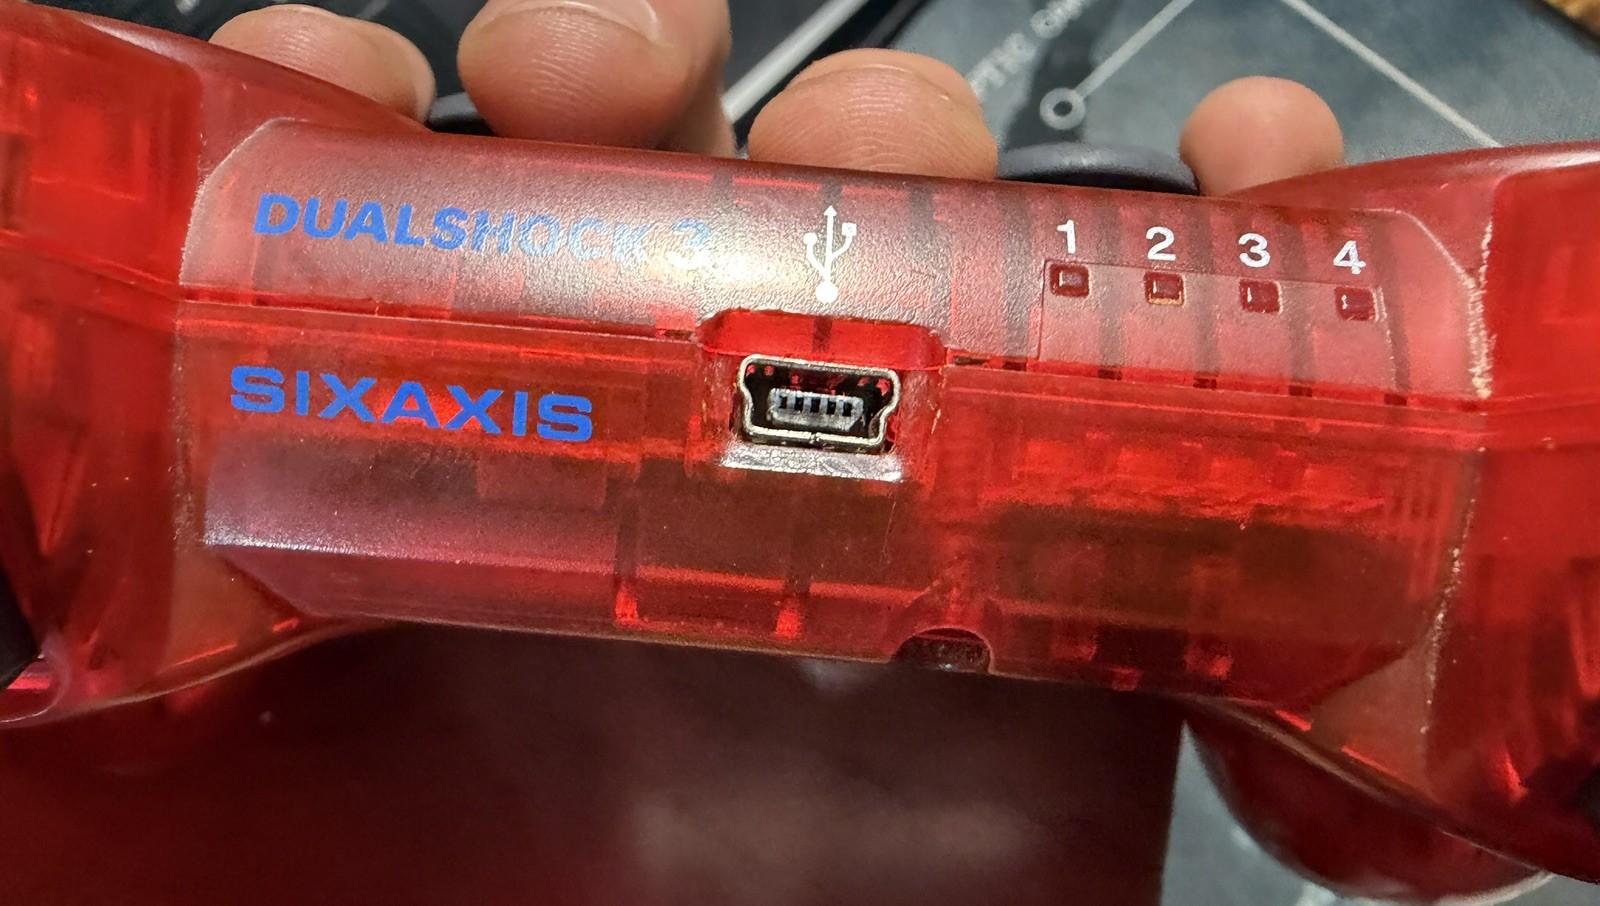 DUALSHOCK 3
1 2 3 4
SIXAXIS